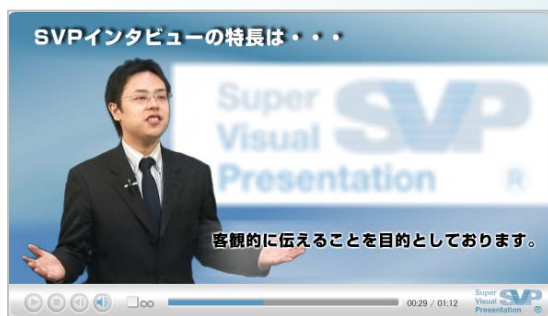 SVPインタビューの特長は・・・
Super
Visual
Presentation
SVP
®
客観的に伝えることを目的としております。
00:29 / 01:12
Super
Visual
Presentation
SVP
®